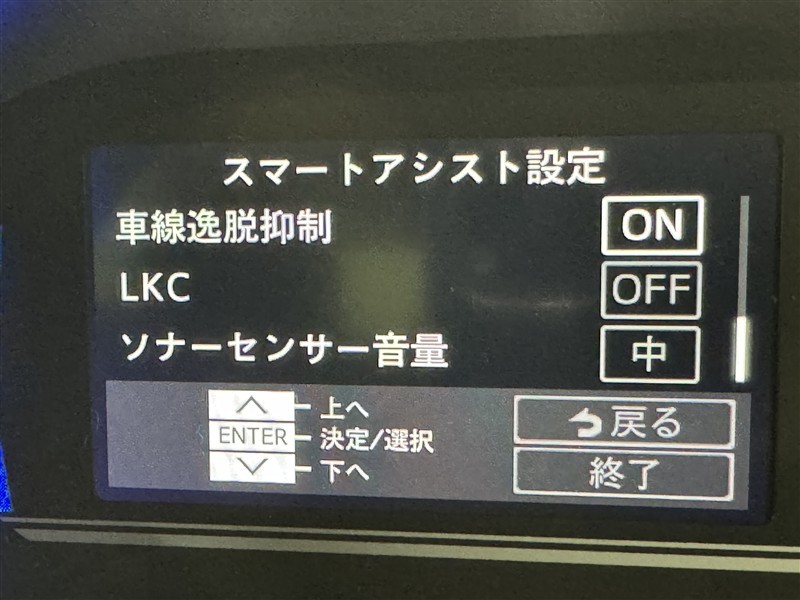 スマートアシスト設定
車線逸脱抑制 ON
LKC OFF
ソナーセンサー音量 中
上へ
ENTER 決定/選択
下へ
戻る
終了